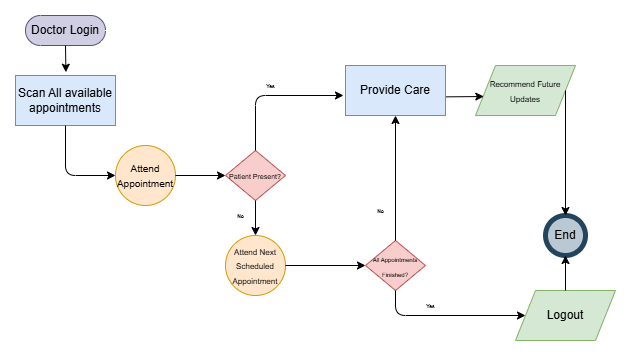 Doctor Login
Scan All available
appointments
Yes
Provide Care
Recommend Future
Updates
Attend
Appointment
Patient Present?
No
No
Attend Next
Scheduled
Appointment
All Appointments
Finished?
End
Yes
Logout